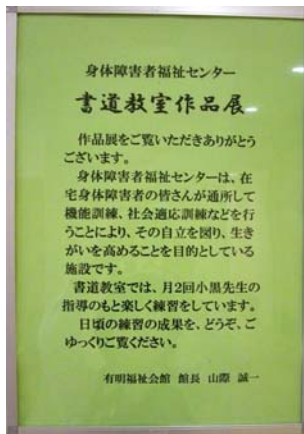 身体障害者福祉センター
書道教室作品展
作品展をご覧いただきありがとう
ございます。
身体障害者福祉センターは、在
宅身体障害者の皆さんが通所して
機能訓練、社会適応訓練などを行
うことにより、その自立を図り、生き
がいを高めることを目的としている
施設です。
書道教室では、月2回小黒先生の
指導のもと楽しく練習をしています。
日頃の練習の成果を、どうぞ、ご
ゆっくりご覧ください。
有明福祉会館 館長 山際 誠一